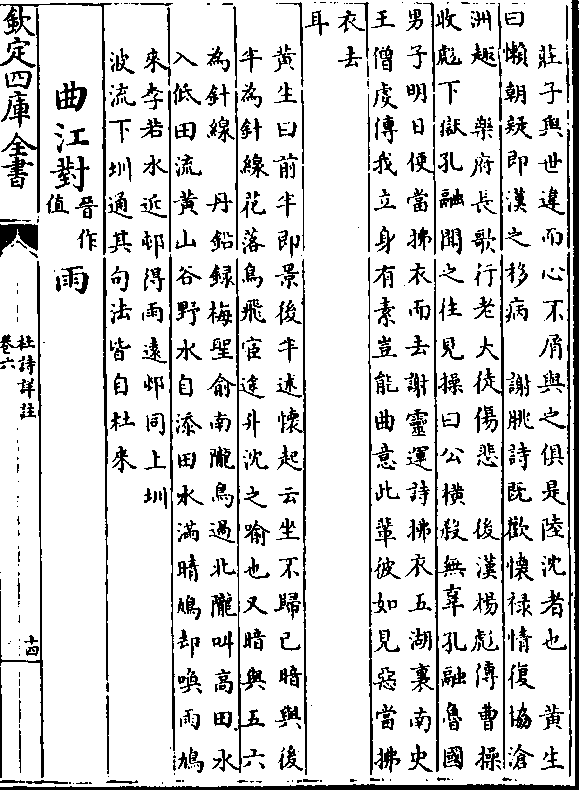 莊子與世違而心不屑與之俱是陸沈者也　黄生
曰懶朝疑即漢之移病　謝朓詩既歡懷禄情復協滄
洲趣　樂府長歌行老大徒傷悲　後漢楊彪傳曹操
收彪下獄孔融聞之往見操曰公横殺無辜孔融魯國
男子明日便當拂衣而去謝靈運詩拂衣五湖裏南史
王僧虔傳我立身有素豈能曲意此輩彼如見惡當拂
衣去
耳
黄生曰前半即景後半述懷起云坐不歸已暗與後
半為針線花落鳥飛宦途升沈之喻也又暗與五六
為針線　丹鉛録梅聖俞南隴鳥過北隴叫高田水
入低田流黄山谷野水自添田水滿晴鳩却喚雨鳩
來李若水近邨得雨遠邨同上圳
波流下圳通其句法皆自杜來
曲江對雨
晉作
值
欽定四庫全書
杜詩詳註
卷六
十四